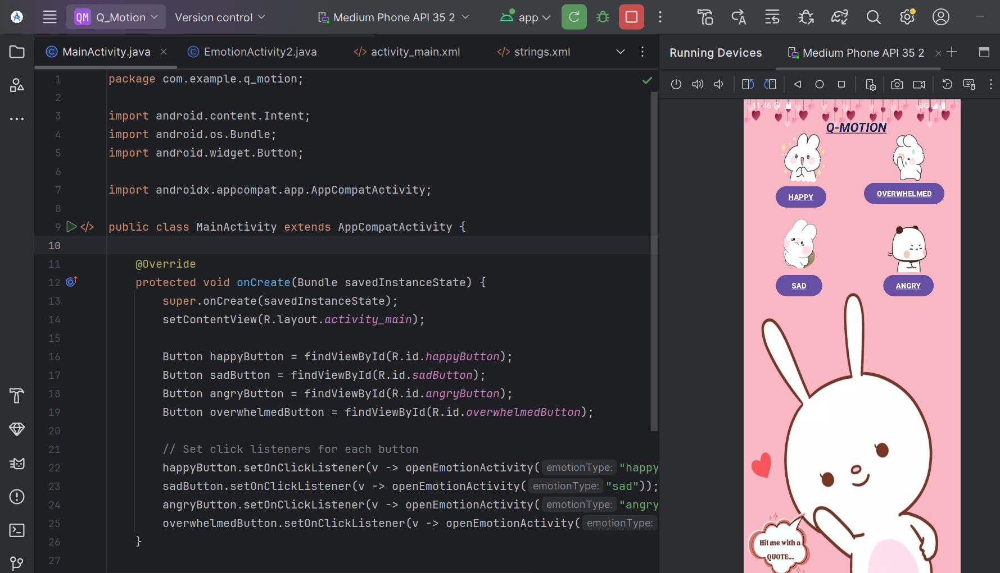 QM Q_Motion Version control Medium Phone API 35 2 app
MainActivity.java EmotionActivity2.java </> activity_main.xml </> strings.xml
Running Devices Medium Phone API 35 2
1 package com.example.q_motion;
2
3 import android.content.Intent;
4 import android.os.Bundle;
5 import android.widget.Button;
6
7 import androidx.appcompat.app.AppCompatActivity;
8
9 </> public class MainActivity extends AppCompatActivity {
10
11 @Override
12 protected void onCreate(Bundle savedInstanceState) {
13 super.onCreate(savedInstanceState);
14 setContentView(R.layout.activity_main);
15
16 Button happyButton = findViewById(R.id.happyButton);
17 Button sadButton = findViewById(R.id.sadButton);
18 Button angryButton = findViewById(R.id.angryButton);
19 Button overwhelmedButton = findViewById(R.id.overwhelmedButton);
20
21 // Set click listeners for each button
22 happyButton.setOnClickListener(v -> openEmotionActivity( emotionType: "happy
23 sadButton.setOnClickListener(v -> openEmotionActivity( emotionType: "sad"));
24 angryButton.setOnClickListener(v -> openEmotionActivity( emotionType: "angry
25 overwhelmedButton.setOnClickListener(v -> openEmotionActivity( emotionType:
26 }
27
11:46 3G
Q-MOTION
HAPPY OVERWHELMED
SAD ANGRY
Hit me with a
QUOTE....